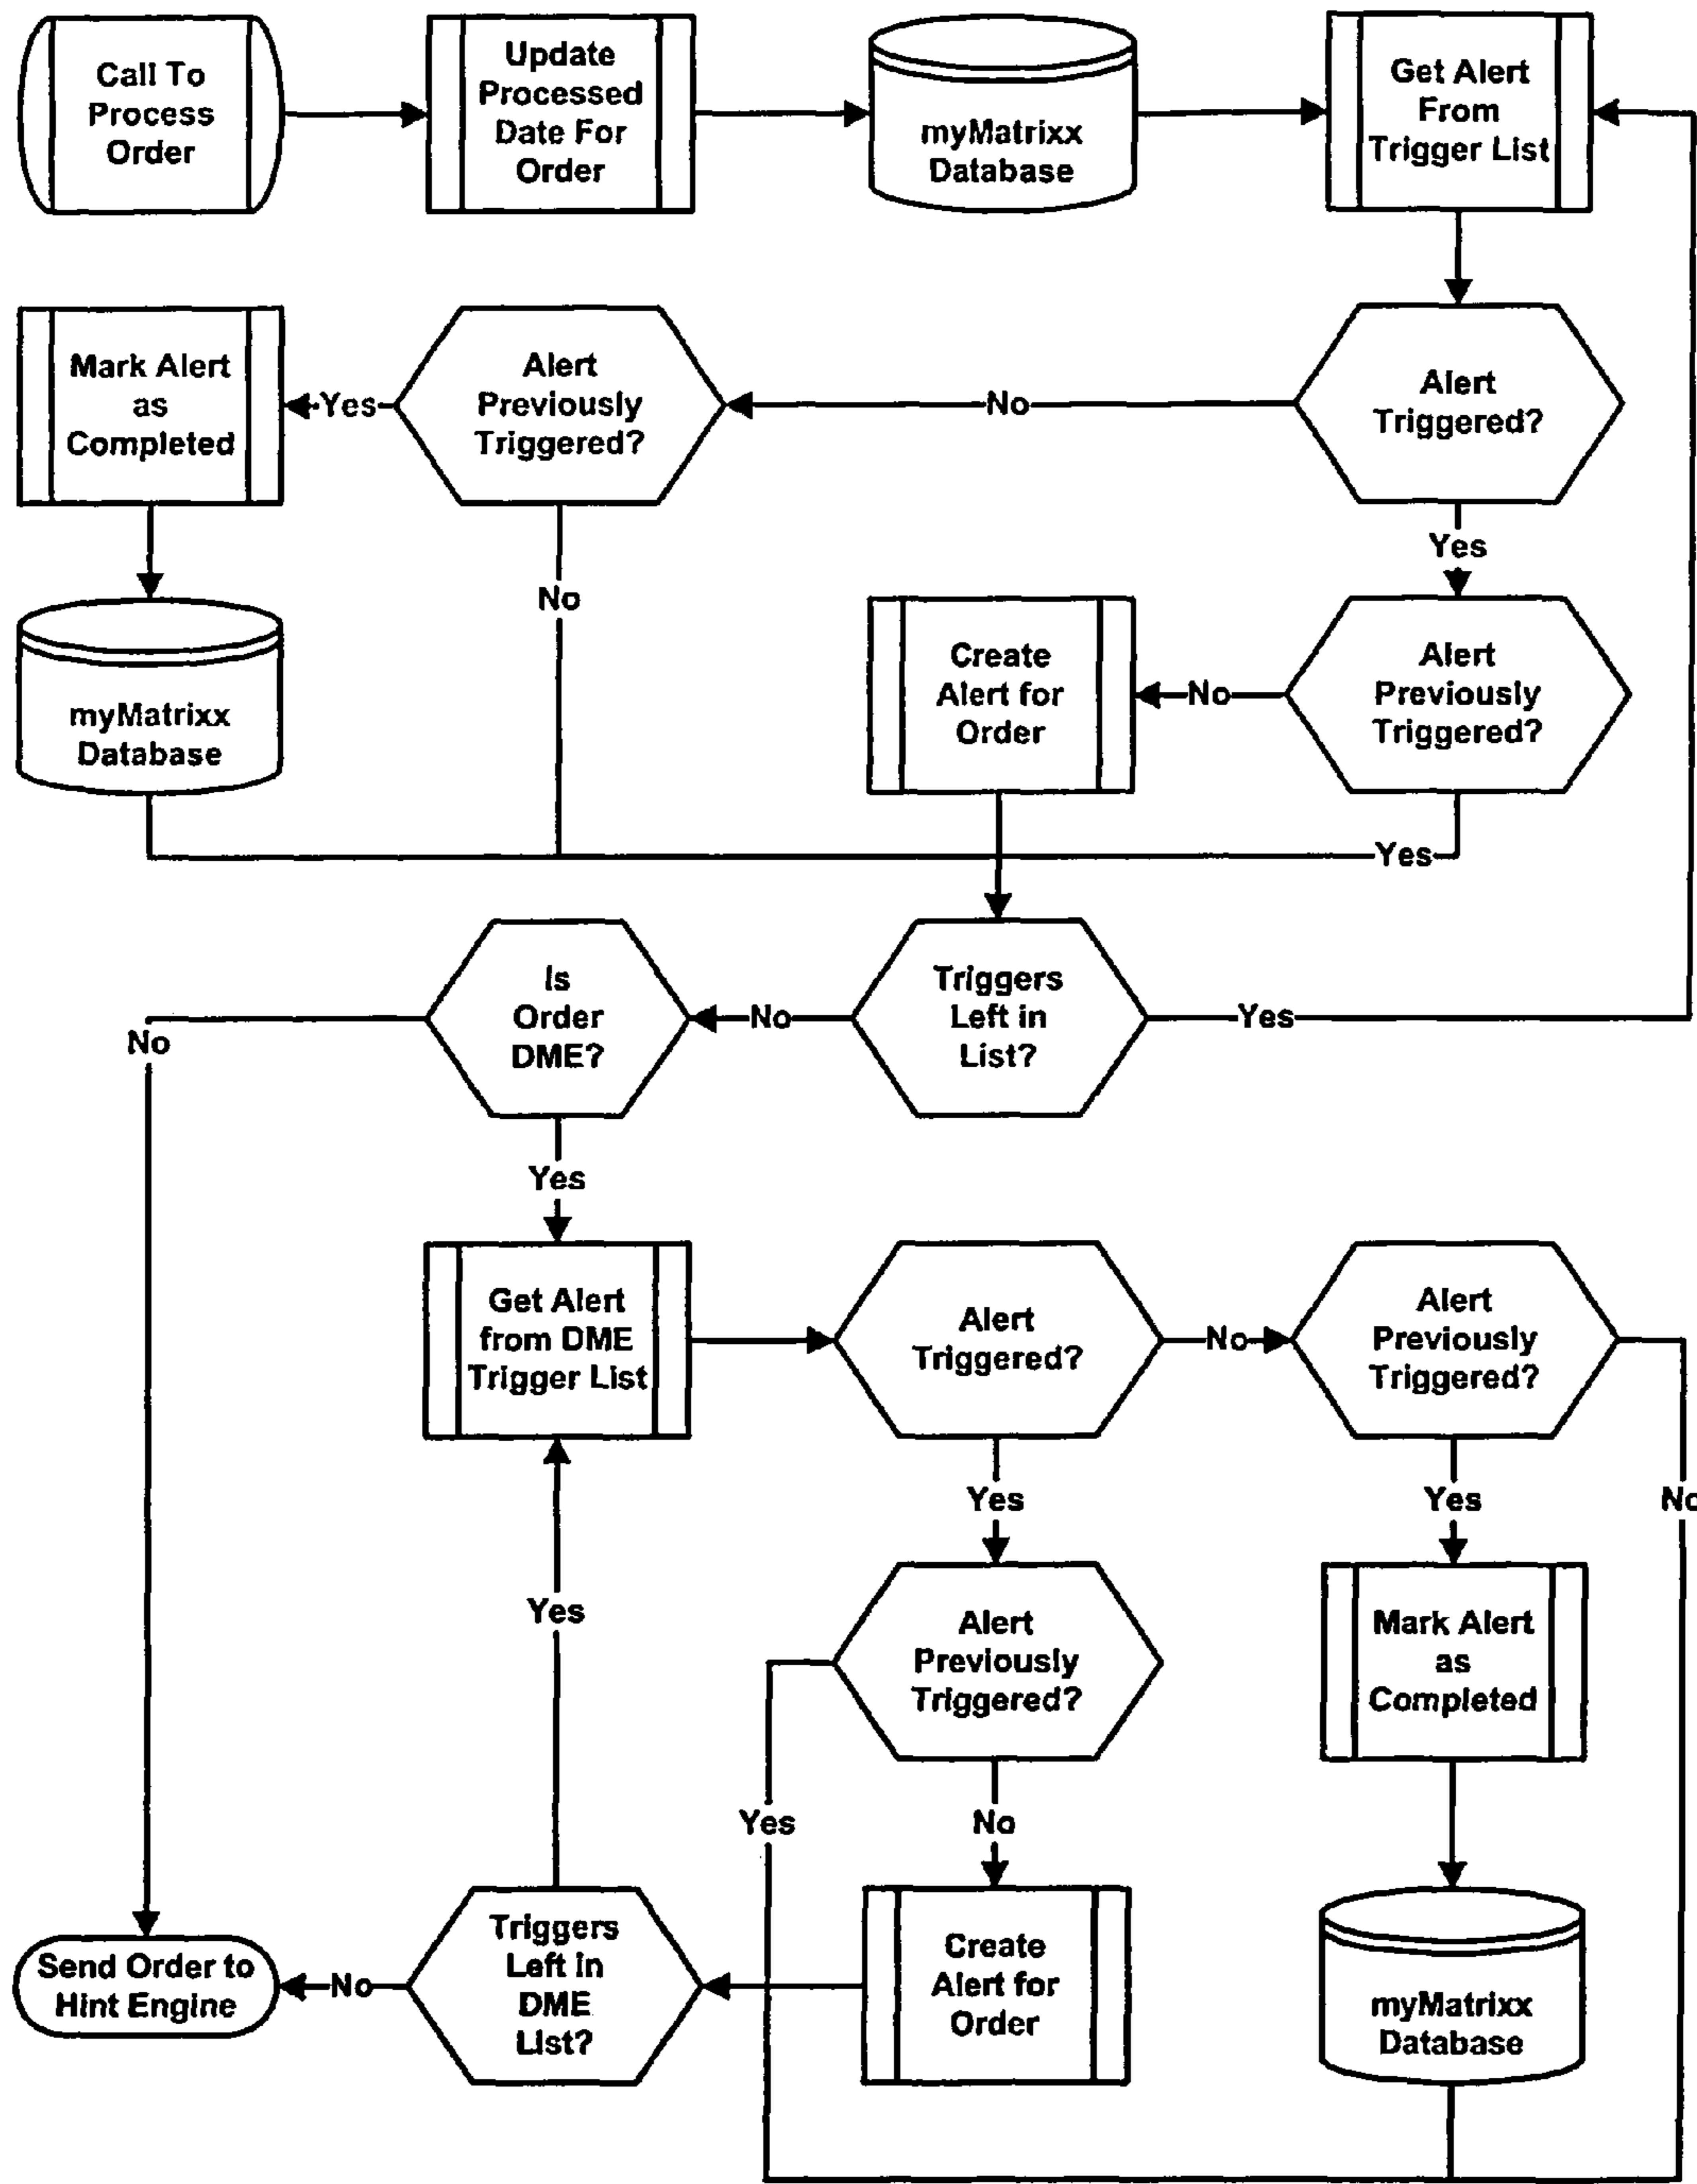 Call To
Process
Order
Update
Processed
Date For
Order
myMatrixx
Database
Get Alert
From
Trigger List
Mark Alert
as
Completed
Yes
Alert
Previously
Triggered?
No
Alert
Triggered?
Yes
No
myMatrixx
Database
Create
Alert for
Order
No
Alert
Previously
Triggered?
Yes
Is
Order
DME?
No
Triggers
Left in
List?
Yes
No
Yes
Get Alert
from DME
Trigger List
Alert
Triggered?
No
Alert
Previously
Triggered?
Yes
Yes
No
Yes
Alert
Previously
Triggered?
Mark Alert
as
Completed
Yes
No
Send Order to
Hint Engine
No
Triggers
Left in
DME
List?
Create
Alert for
Order
myMatrixx
Database